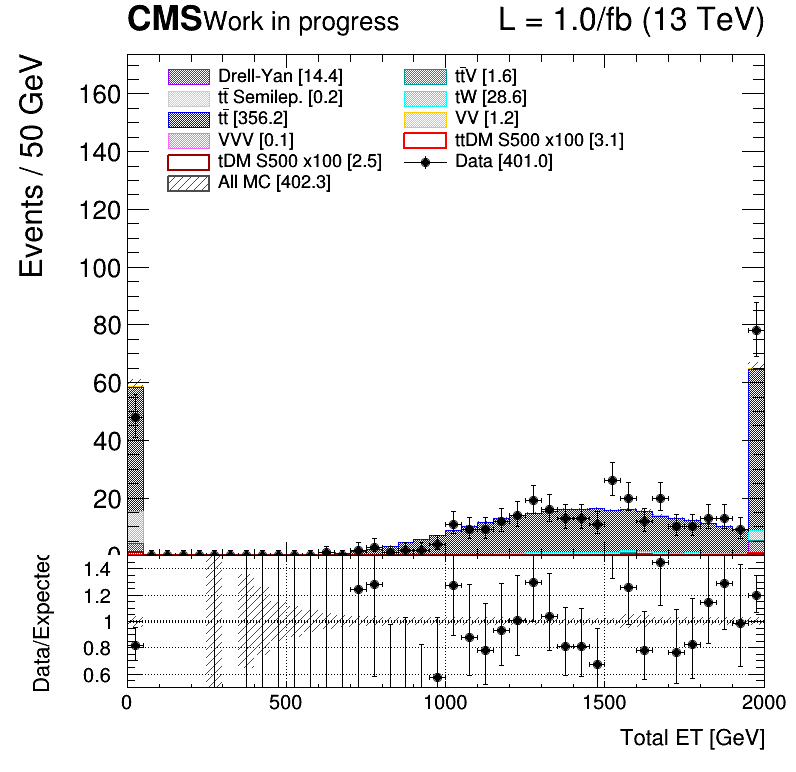 CMS Work in progress L = 1.0/fb (13 TeV)
Events / 50 GeV
160
140
120
100
80
60
40
20
0
Drell-Yan [14.4]
tt̄V [1.6]
tt̄ Semilep. [0.2]
tW [28.6]
tt̄ [356.2]
VV [1.2]
VVV [0.1]
ttDM S500 x100 [3.1]
tDM S500 x100 [2.5]
Data [401.0]
All MC [402.3]
Data/Expected
1.4
1.2
1
0.8
0.6
0 500 1000 1500 2000
Total ET [GeV]